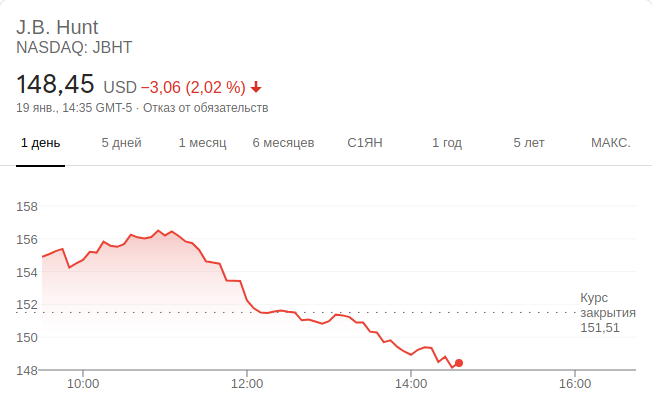 J.B. Hunt
NASDAQ: JBHT
148,45 USD −3,06 (2,02 %)
19 янв., 14:35 GMT-5 · Отказ от обязательств
1 день 5 дней 1 месяц 6 месяцев С1ЯН 1 год 5 лет МАКС.
158
156
154
152
150
148
Курс
закрытия
151,51
10:00 12:00 14:00 16:00